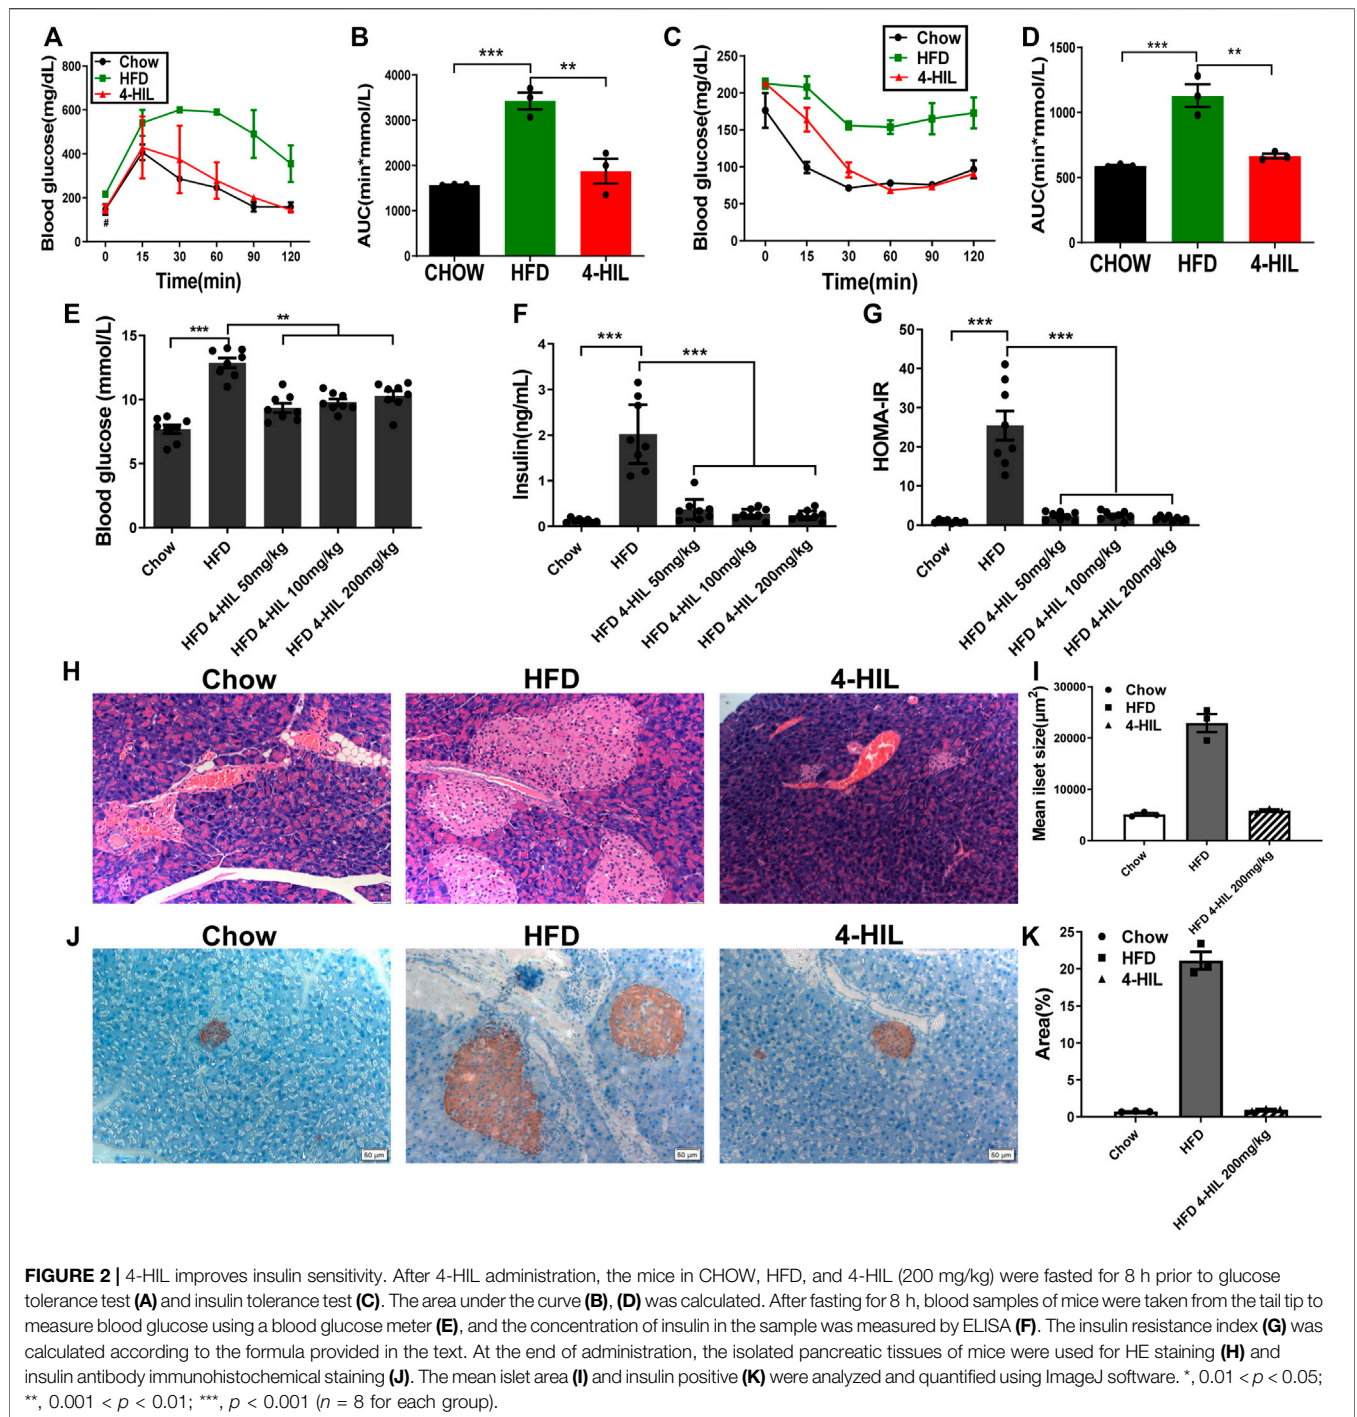 A
Chow
HFD
4-HIL
Blood glucose(mg/dL)
800
600
400
200
0
#
0 15 30 60 90 120
Time(min)
B
*** **
AUC(min*mmol/L)
4000
3000
2000
1000
0
CHOW HFD 4-HIL
C
Chow
HFD
4-HIL
Blood glucose(mg/dL)
250
200
150
100
50
0
0 15 30 60 90 120
Time(min)
D
*** **
AUC(min*mmol/L)
1500
1000
500
0
CHOW HFD 4-HIL
E
*** **
Blood glucose (mmol/L)
15
10
5
0
Chow
HFD
HFD 4-HIL 50mg/kg
HFD 4-HIL 100mg/kg
HFD 4-HIL 200mg/kg
F
*** ***
Insulin(ng/mL)
4
3
2
1
0
Chow
HFD
HFD 4-HIL 50mg/kg
HFD 4-HIL 100mg/kg
HFD 4-HIL 200mg/kg
G
*** ***
HOMA-IR
50
40
30
20
10
0
Chow
HFD
HFD 4-HIL 50mg/kg
HFD 4-HIL 100mg/kg
HFD 4-HIL 200mg/kg
H
Chow HFD 4-HIL
I
Chow
HFD
4-HIL
Mean ilset size(µm²)
30000
20000
10000
0
Chow
HFD
HFD 4-HIL 200mg/kg
J
Chow HFD 4-HIL
50 µm 50 µm 50 µm
K
Chow
HFD
4-HIL
Area(%)
25
20
15
10
5
0
Chow
HFD
HFD 4-HIL 200mg/kg
FIGURE 2 | 4-HIL improves insulin sensitivity. After 4-HIL administration, the mice in CHOW, HFD, and 4-HIL (200 mg/kg) were fasted for 8 h prior to glucose
tolerance test (A) and insulin tolerance test (C). The area under the curve (B), (D) was calculated. After fasting for 8 h, blood samples of mice were taken from the tail tip to
measure blood glucose using a blood glucose meter (E), and the concentration of insulin in the sample was measured by ELISA (F). The insulin resistance index (G) was
calculated according to the formula provided in the text. At the end of administration, the isolated pancreatic tissues of mice were used for HE staining (H) and
insulin antibody immunohistochemical staining (J). The mean islet area (I) and insulin positive (K) were analyzed and quantified using ImageJ software. *, 0.01 < p < 0.05;
**, 0.001 < p < 0.01; ***, p < 0.001 (n = 8 for each group).